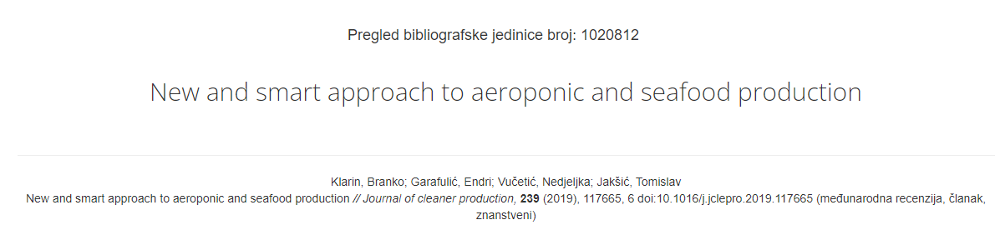 Pregled bibliografske jedinice broj: 1020812
New and smart approach to aeroponic and seafood production
Klarin, Branko; Garafulić, Endri; Vučetić, Nedjeljka; Jakšić, Tomislav
New and smart approach to aeroponic and seafood production // Journal of cleaner production, 239 (2019), 117665, 6 doi:10.1016/j.jclepro.2019.117665 (međunarodna recenzija, članak,
znanstveni)